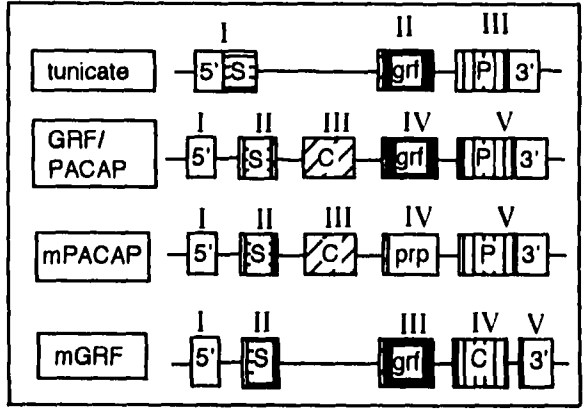 I II III
tunicate 5' S grf P 3'
I II III IV V
GRF/
PACAP 5' S C grf P 3'
I II III IV V
mPACAP 5' S C prp P 3'
I II III IV V
mGRF 5' S grf C 3'